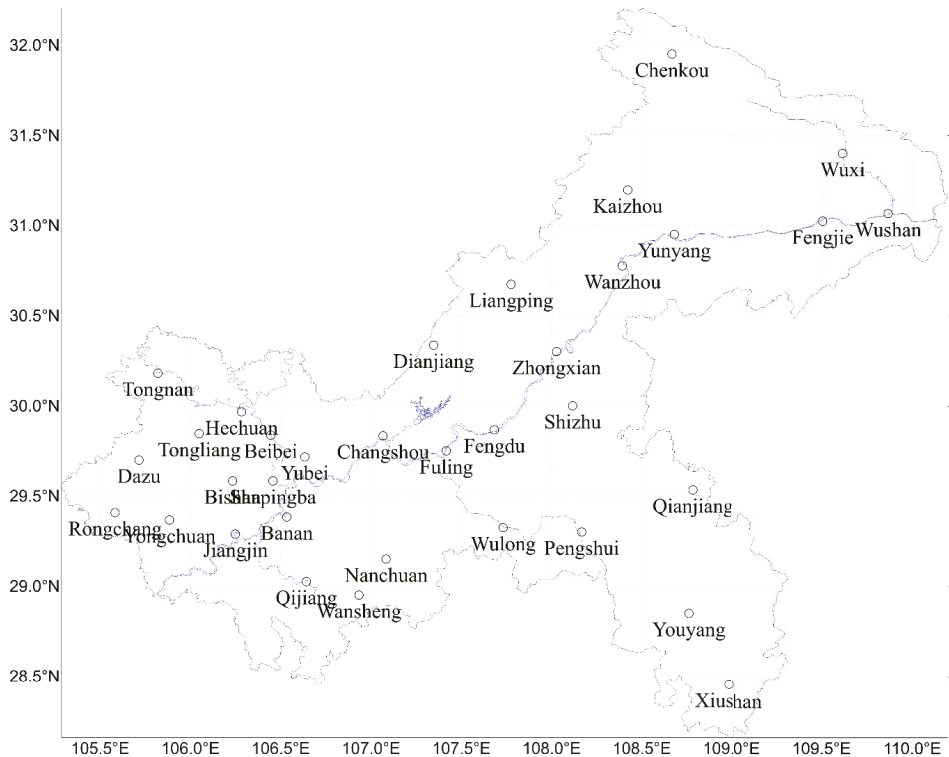 32.0°N
Chenkou
31.5°N
Wuxi
Kaizhou
31.0°N
Wushan
Fengjie
Yunyang
Wanzhou
Liangping
30.5°N
Dianjiang
Zhongxian
Tongnan
30.0°N
Shizhu
Hechuan
Fengdu
Tongliang
Beibei
Changshou
Fuling
Yubei
Dazu
29.5°N
Bishan
Shapingba
Qianjiang
Rongchang
Yongchuan
Banan
Wulong
Pengshui
Jiangjin
Nanchuan
29.0°N
Qijiang
Wansheng
Youyang
28.5°N
Xiushan
105.5°E 106.0°E 106.5°E 107.0°E 107.5°E 108.0°E 108.5°E 109.0°E 109.5°E 110.0°E